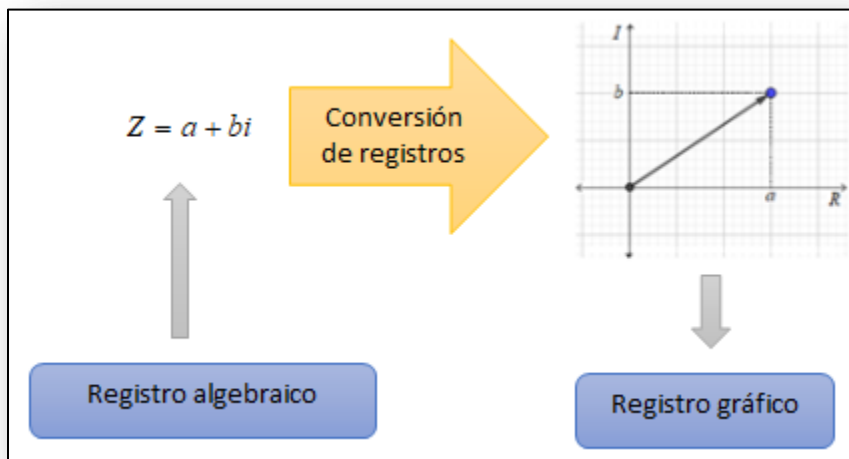 Z = a + bi
Conversión
de registros
I
b
a
R
Registro algebraico
Registro gráfico